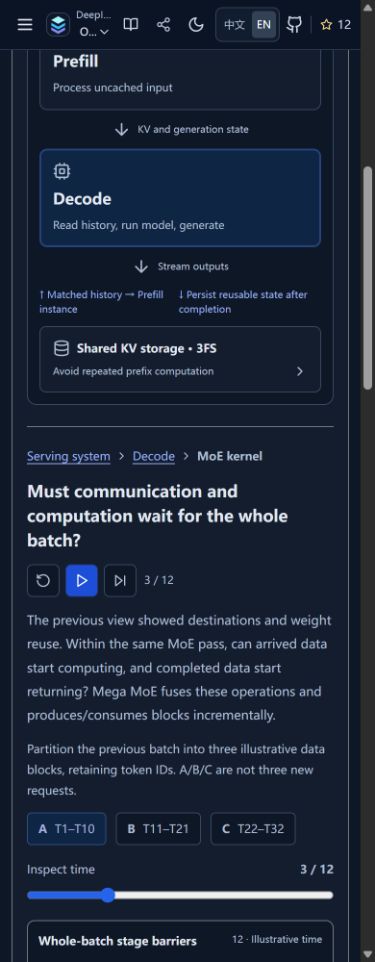 Deepl...
O...
中文
EN
12
Prefill
Process uncached input
KV and generation state
Decode
Read history, run model, generate
Stream outputs
↑ Matched history → Prefill instance
↓ Persist reusable state after completion
Shared KV storage • 3FS
Avoid repeated prefix computation
Serving system > Decode > MoE kernel
Must communication and
computation wait for the whole
batch?
3 / 12
The previous view showed destinations and weight
reuse. Within the same MoE pass, can arrived data
start computing, and completed data start
returning? Mega MoE fuses these operations and
produces/consumes blocks incrementally.
Partition the previous batch into three illustrative data
blocks, retaining token IDs. A/B/C are not three new
requests.
A T1–T10
B T11–T21
C T22–T32
Inspect time
3 / 12
Whole-batch stage barriers
12 · Illustrative time